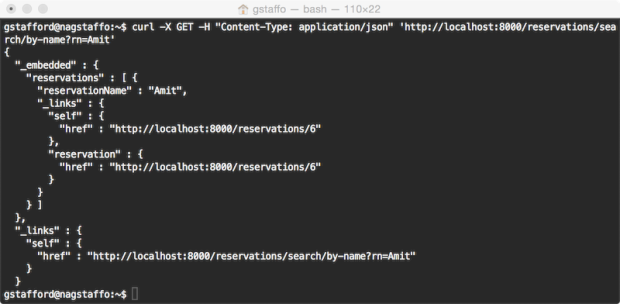 gstaffo — bash — 110×22
gstafford@nagstaffo:~$ curl -X GET -H "Content-Type: application/json" 'http://localhost:8000/reservations/sea
rch/by-name?rn=Amit'
{
  "_embedded" : {
    "reservations" : [ {
      "reservationName" : "Amit",
      "_links" : {
        "self" : {
          "href" : "http://localhost:8000/reservations/6"
        },
        "reservation" : {
          "href" : "http://localhost:8000/reservations/6"
        }
      }
    } ]
  },
  "_links" : {
    "self" : {
      "href" : "http://localhost:8000/reservations/search/by-name?rn=Amit"
    }
  }
gstafford@nagstaffo:~$